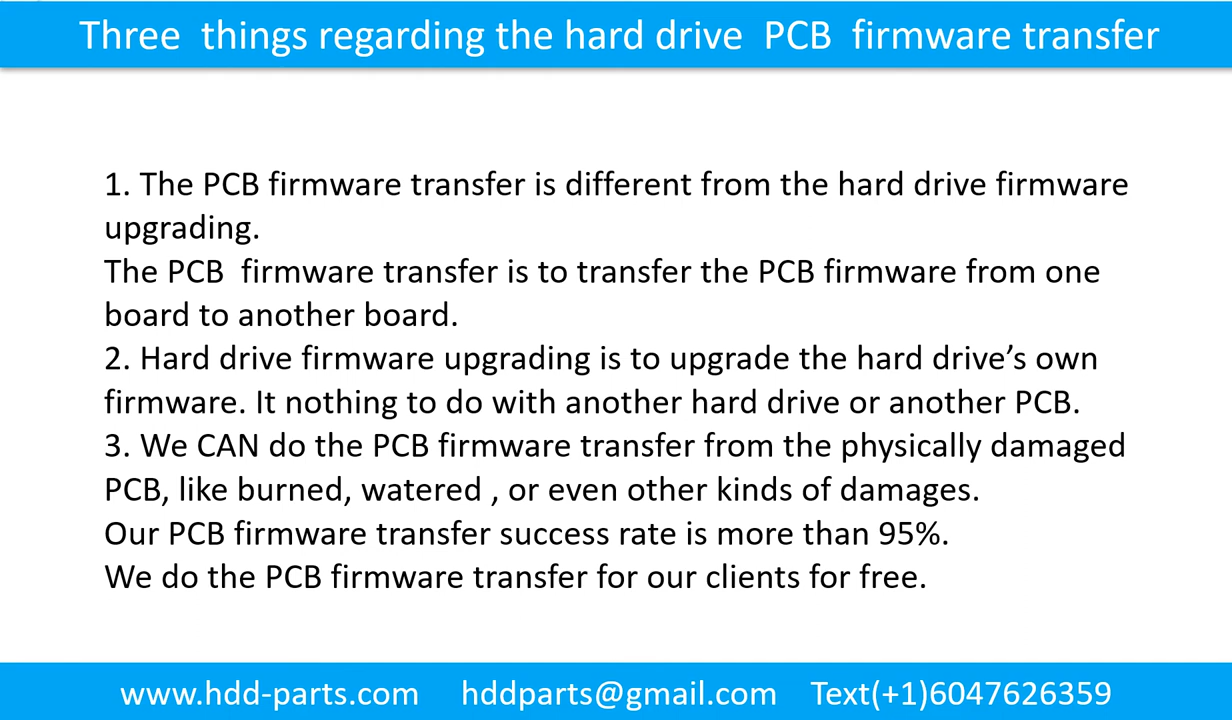 Three things regarding the hard drive PCB firmware transfer
1. The PCB firmware transfer is different from the hard drive firmware
upgrading.
The PCB firmware transfer is to transfer the PCB firmware from one
board to another board.
2. Hard drive firmware upgrading is to upgrade the hard drive’s own
firmware. It nothing to do with another hard drive or another PCB.
3. We CAN do the PCB firmware transfer from the physically damaged
PCB, like burned, watered , or even other kinds of damages.
Our PCB firmware transfer success rate is more than 95%.
We do the PCB firmware transfer for our clients for free.
www.hdd-parts.com hddparts@gmail.com Text(+1)6047626359